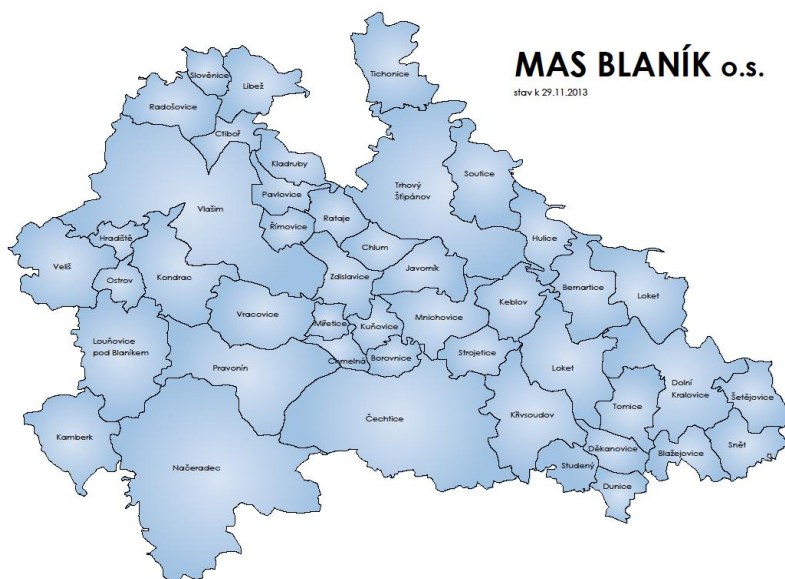 MAS BLANÍK o.s.
stav k 29.11.2013
Tichonice
Slověnice
Libež
Radošovice
Ctiboř
Kladruby
Trhový
Štipánov
Soutice
Pavlovice
Vlašim
Rataje
Římovice
Hradiště
Hulice
Chlum
Veliš
Javorník
Ostrov
Kondrac
Zdislavice
Bernartice
Loket
Keblov
Vracovice
Miřetice
Kuňovice
Mnichovice
Louňovice
pod Blaníkem
Pravonín
Chmelná
Borovnice
Strojetice
Loket
Dolní
Kralovice
Šetějovice
Tomice
Kamberk
Čechtice
Křivsoudov
Snět
Děkanovice
Blažejovice
Načeradec
Studený
Dunice